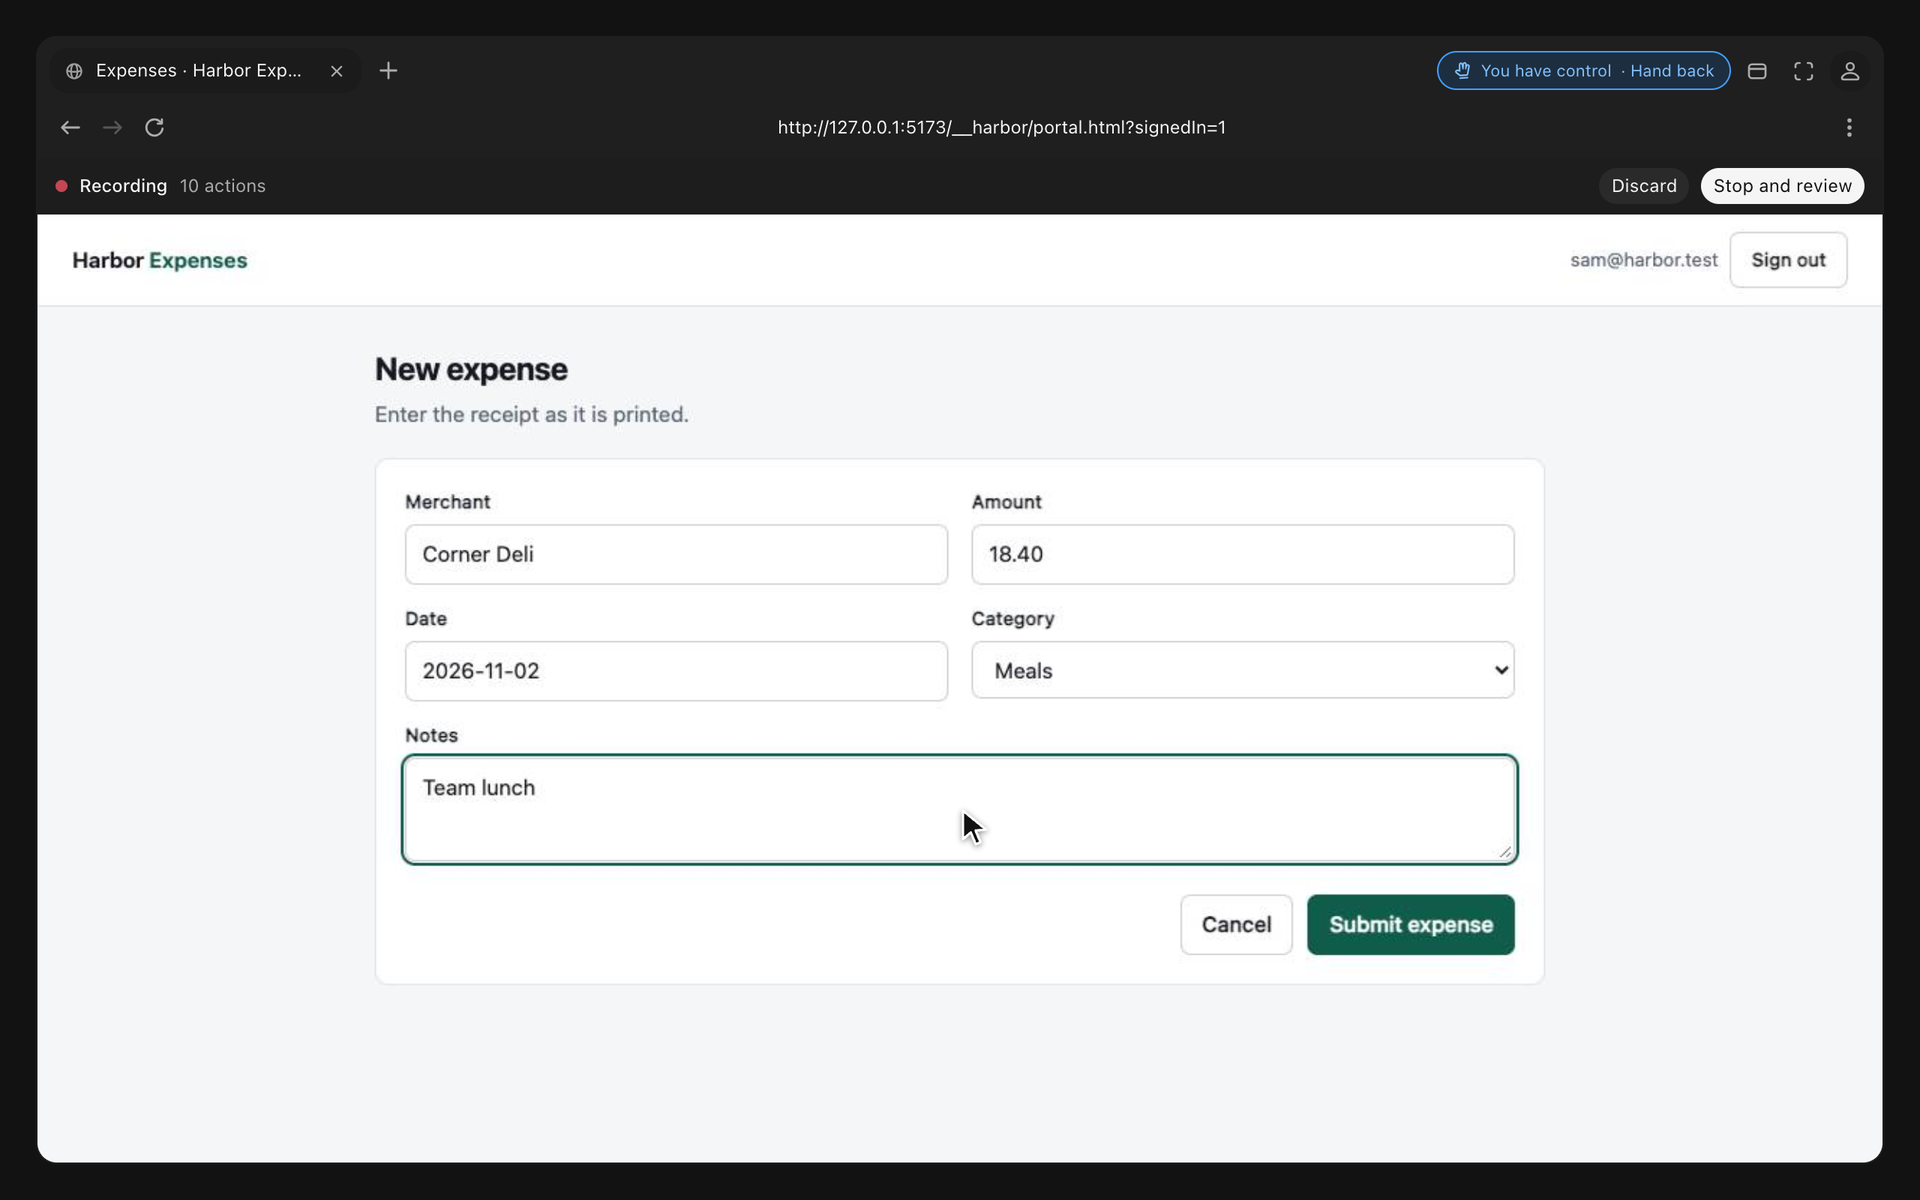 Expenses · Harbor Exp...
You have control · Hand back
http://127.0.0.1:5173/__harbor/portal.html?signedIn=1
Recording 10 actions
Discard
Stop and review
Harbor Expenses
sam@harbor.test
Sign out
New expense
Enter the receipt as it is printed.
Merchant
Amount
Corner Deli
18.40
Date
Category
2026-11-02
Meals
Notes
Team lunch
Cancel
Submit expense